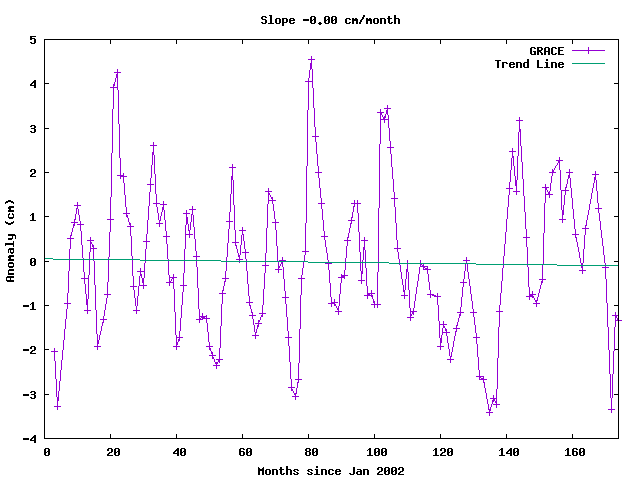 Slope -0.00 cm/month
GRACE
Trend Line
Anomaly (cm)
5
4
3
2
1
0
-1
-2
-3
-4
0 20 40 60 80 100 120 140 160
Months since Jan 2002